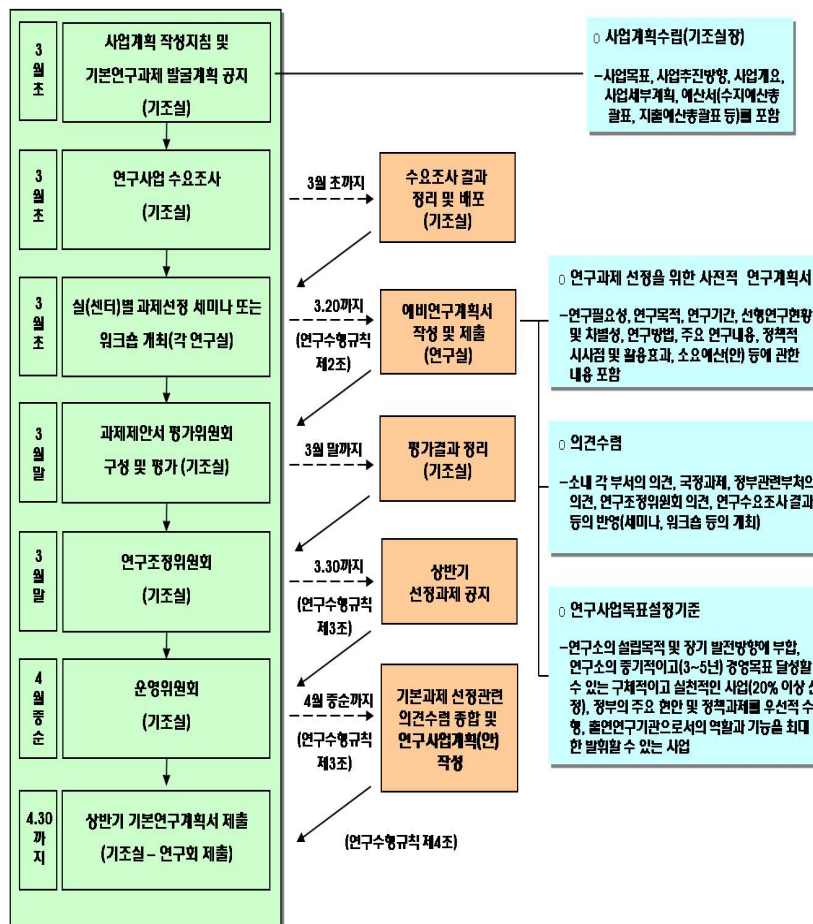 3
월
초
사업계획 작성지침 및
기본연구과제 발굴계획 공지
(기조실)
○ 사업계획수립(기조실장)
-사업목표, 사업추진방향, 사업개요,
사업세부계획, 예산서(수지예산총
괄표, 지출예산총괄표 등)를 포함
3
월
초
연구사업 수요조사
(기조실)
3월 초까지
수요조사 결과
정리 및 배포
(기조실)
3
월
초
실(센터)별 과제선정 세미나 또는
워크숍 개최(각 연구실)
3.20까지
(연구수행규칙
제2조)
예비연구계획서
작성 및 제출
(연구실)
○ 연구과제 선정을 위한 사전적 연구계획서
-연구필요성, 연구목적, 연구기간, 선행연구현황
및 차별성, 연구방법, 주요 연구내용, 정책적
시사점 및 활용효과, 소요예산(안) 등에 관한
내용 포함
3
월
말
과제제안서 평가위원회
구성 및 평가 (기조실)
3월 말까지
평가결과 정리
(기조실)
○ 의견수렴
-소내 각 부서의 의견, 국정과제, 정부관련부처의
의견, 연구조정위원회 의견, 연구수요조사 결과
등의 반영(세미나, 워크숍 등의 개최)
3
월
말
연구조정위원회
(기조실)
3.30까지
(연구수행규칙
제3조)
상반기
선정과제 공지
○ 연구사업목표설정기준
-연구소의 설립목적 및 장기 발전방향에 부합,
연구소의 중기적이고(3~5년) 경영목표 달성할
수 있는 구체적이고 실천적인 사업(20% 이상 선
정), 정부의 주요 현안 및 정책과제를 우선적 수
행, 출연연구기관으로서의 역할과 기능을 최대
한 발휘할 수 있는 사업
4
월
중
순
운영위원회
(기조실)
4월 중순까지
(연구수행규칙
제3조)
기본과제 선정관련
의견수렴 종합 및
연구사업계획(안)
작성
4.30
까
지
상반기 기본연구계획서 제출
(기조실 – 연구회 제출)
(연구수행규칙 제4조)